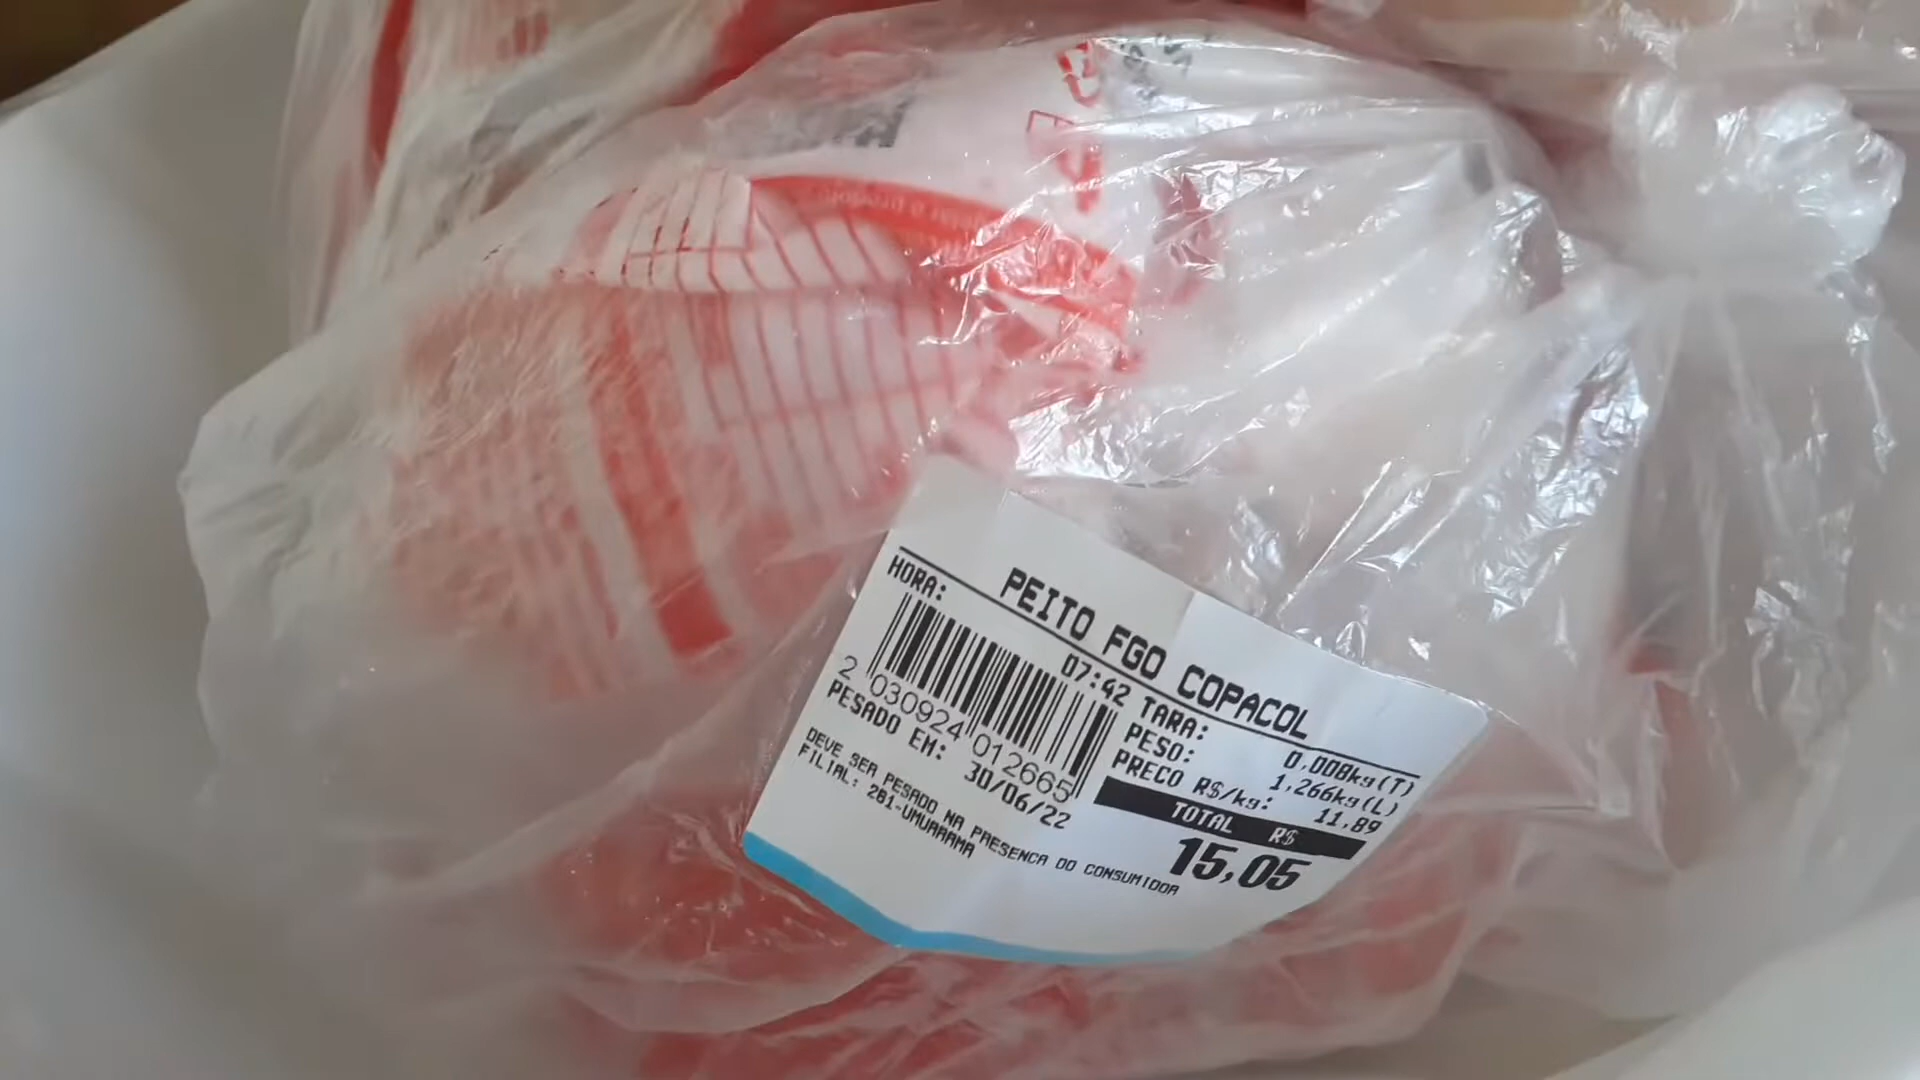 PEITO FGO COPACOL
HORA: 07:42
TARA: 0,008kg(T)
PESO: 1,266kg(L)
PRECO R$/kg: 11,89
2 030924 012665
PESADO EM: 30/06/22
TOTAL R$
15,05
DEVE SER PESADO NA PRESENCA DO CONSUMIDOR
FILIAL: 281-UMUARAMA